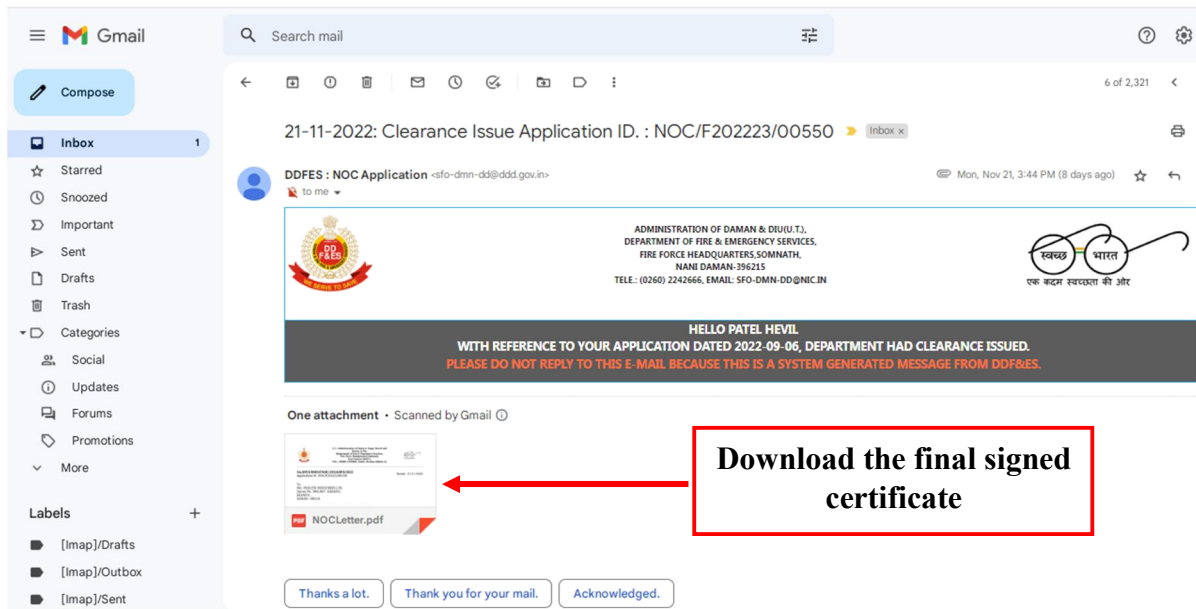 Gmail
Search mail
Compose
6 of 2,321
21-11-2022: Clearance Issue Application ID. : NOC/F202223/00550
Inbox x
Inbox 1
Starred
Snoozed
Important
Sent
Drafts
Trash
Categories
Social
Updates
Forums
Promotions
More
Labels +
[Imap]/Drafts
[Imap]/Outbox
[Imap]/Sent
DDFES : NOC Application <sfo-dmn-dd@ddd.gov.in>
Mon, Nov 21, 3:44 PM (8 days ago)
to me
DD
F&ES
WE SERVE TO SAVE
ADMINISTRATION OF DAMAN & DIU(U.T.),
DEPARTMENT OF FIRE & EMERGENCY SERVICES,
FIRE FORCE HEADQUARTERS,SOMNATH,
NANI DAMAN-396215
TELE.: (0260) 2242666, EMAIL: SFO-DMN-DD@NIC.IN
स्वच्छ भारत
एक कदम स्वच्छता की ओर
HELLO PATEL HEVIL
WITH REFERENCE TO YOUR APPLICATION DATED 2022-09-06, DEPARTMENT HAD CLEARANCE ISSUED.
PLEASE DO NOT REPLY TO THIS E-MAIL BECAUSE THIS IS A SYSTEM GENERATED MESSAGE FROM DDF&ES.
One attachment • Scanned by Gmail
PDF NOCLetter.pdf
Download the final signed
certificate
Thanks a lot.
Thank you for your mail.
Acknowledged.